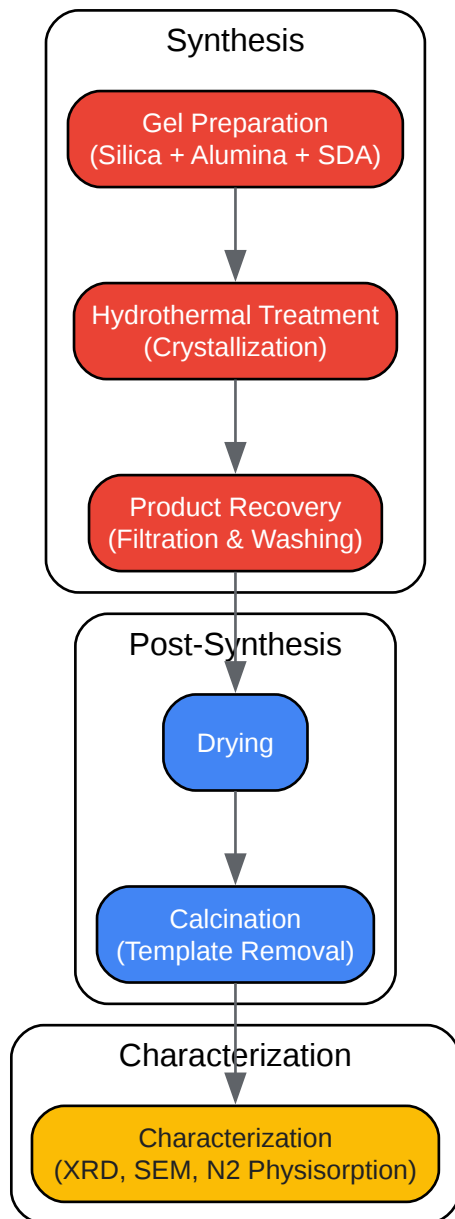 Synthesis
Gel Preparation
(Silica + Alumina + SDA)
Hydrothermal Treatment
(Crystallization)
Product Recovery
(Filtration & Washing)
Post-Synthesis
Drying
Calcination
(Template Removal)
Characterization
Characterization
(XRD, SEM, N2 Physisorption)